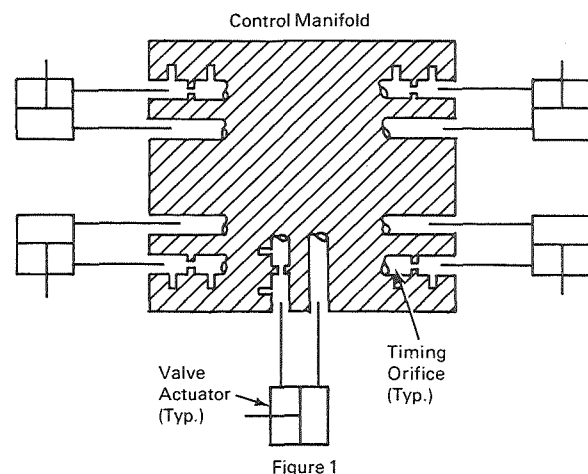 Control Manifold
Valve
Actuator
(Typ.)
Timing
Orifice
(Typ.)
Figure 1